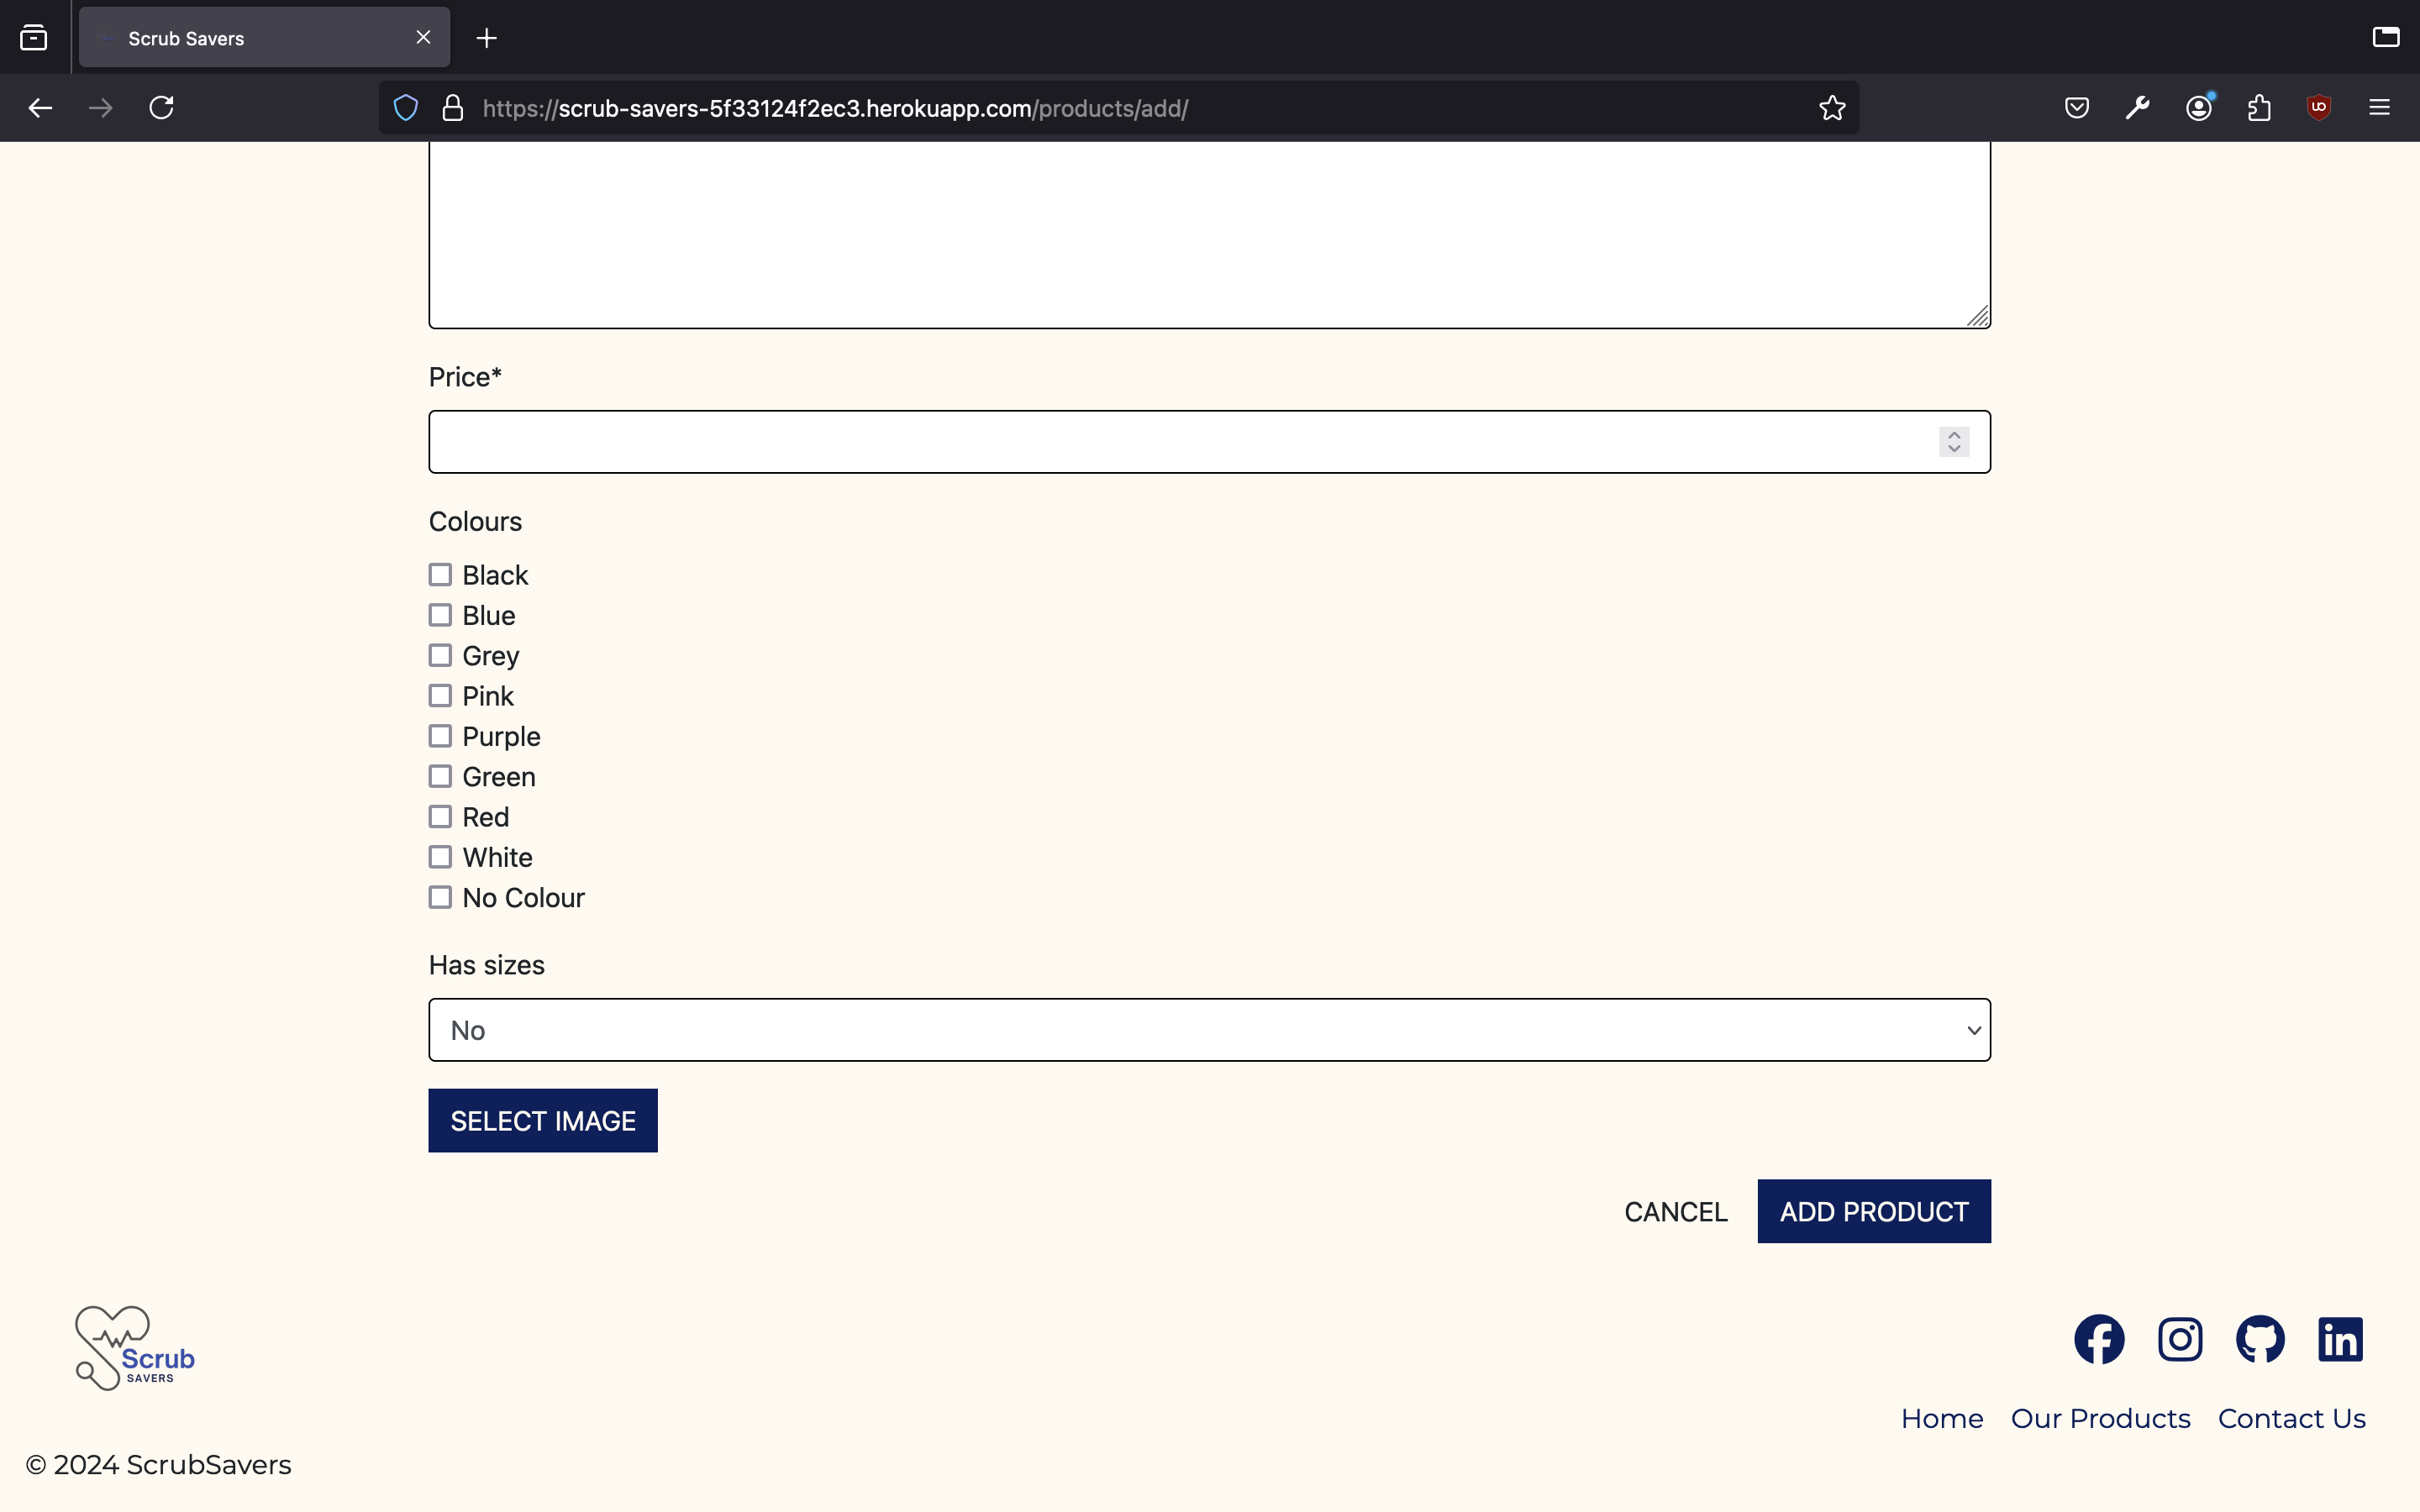 Scrub Savers
https://scrub-savers-5f33124f2ec3.herokuapp.com/products/add/
Price*
Colours
Black
Blue
Grey
Pink
Purple
Green
Red
White
No Colour
Has sizes
No
SELECT IMAGE
CANCEL ADD PRODUCT
Scrub
SAVERS
Home Our Products Contact Us
© 2024 ScrubSavers